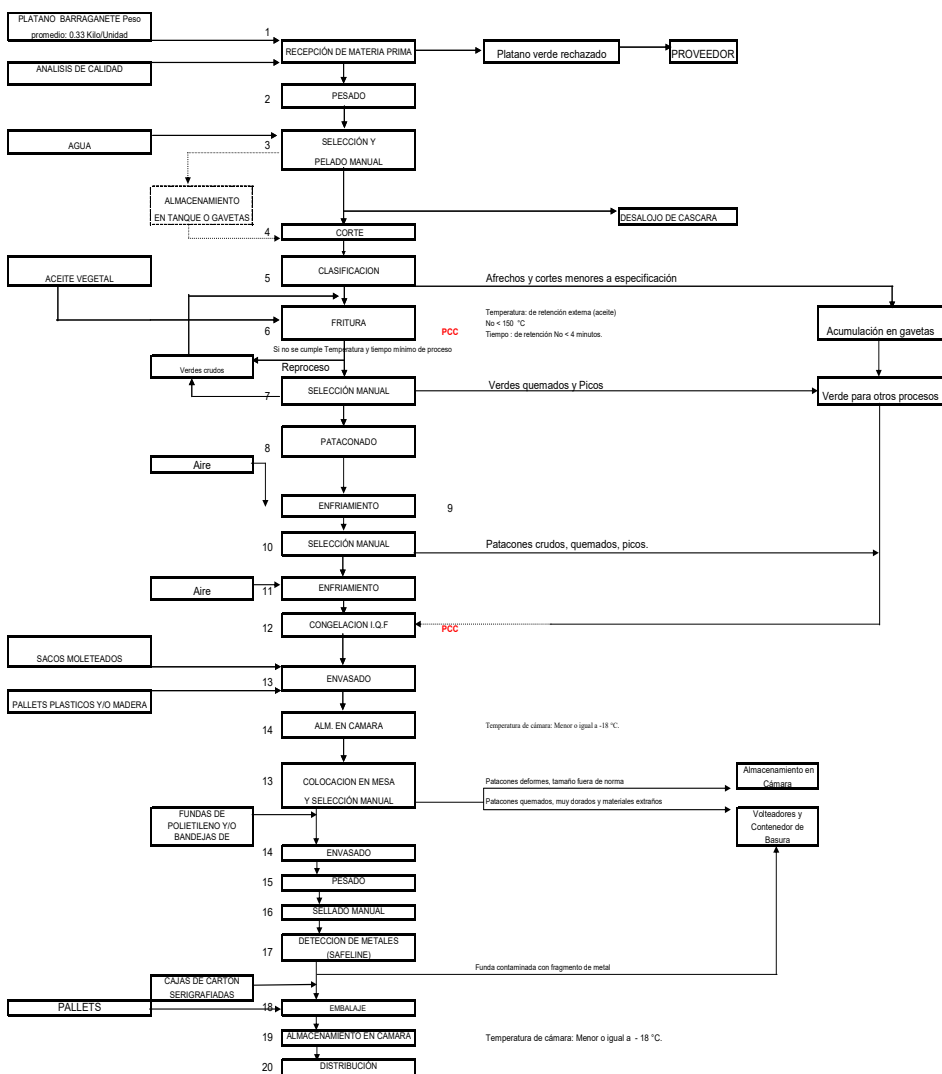 PLATANO BARRAGANETE Peso
promedio: 0.33 Kilo/Unidad
1
RECEPCIÓN DE MATERIA PRIMA
Platano verde rechazado
PROVEEDOR
ANALISIS DE CALIDAD
2
PESADO
AGUA
3
SELECCIÓN Y
PELADO MANUAL
ALMACENAMIENTO
EN TANQUE O GAVETAS
DESALOJO DE CASCARA
4
CORTE
5
CLASIFICACION
Afrechos y cortes menores a especificación
ACEITE VEGETAL
6
FRITURA
PCC
Temperatura: de retención externa (aceite)
No < 150 °C
Tiempo : de retención No < 4 minutos.
Acumulación en gavetas
Si no se cumple Temperatura y tiempo mínimo de proceso
Verdes crudos
Reproceso
7
SELECCIÓN MANUAL
Verdes quemados y Picos
Verde para otros procesos
8
PATACONADO
Aire
ENFRIAMIENTO
9
10
SELECCIÓN MANUAL
Patacones crudos, quemados, picos.
Aire
11
ENFRIAMIENTO
12
CONGELACION I.Q.F
PCC
SACOS MOLETEADOS
13
ENVASADO
PALLETS PLASTICOS Y/O MADERA
14
ALM. EN CAMARA
Temperatura de cámara: Menor o igual a -18 °C.
13
COLOCACION EN MESA
Y SELECCIÓN MANUAL
Patacones deformes, tamaño fuera de norma
Almacenamiento en
Cámara
Patacones quemados, muy dorados y materiales extraños
Volteadores y
Contenedor de
Basura
FUNDAS DE
POLIETILENO Y/O
BANDEJAS DE
14
ENVASADO
15
PESADO
16
SELLADO MANUAL
17
DETECCION DE METALES
(SAFELINE)
Funda contaminada con fragmento de metal
CAJAS DE CARTON
SERIGRAFIADAS
PALLETS
18
EMBALAJE
19
ALMACENAMIENTO EN CAMARA
Temperatura de cámara: Menor o igual a - 18 °C.
20
DISTRIBUCIÓN